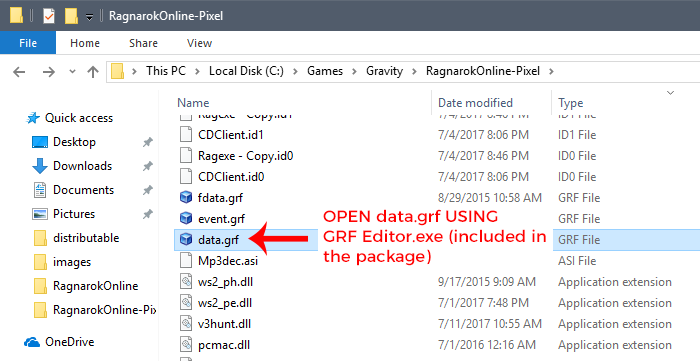 RagnarokOnline-Pixel
File Home Share View
This PC > Local Disk (C:) > Games > Gravity > RagnarokOnline-Pixel >
Name Date modified Type
Quick access
Desktop
Downloads
Documents
Pictures
distributable
images
RagnarokOnline
RagnarokOnline-Pix
OneDrive
Ragexe - Copy.id1 7/4/2017 8:46 PM ID1 File
CDClient.id1 7/4/2017 8:06 PM ID1 File
Ragexe - Copy.id0 7/4/2017 8:46 PM ID0 File
CDClient.id0 7/4/2017 8:06 PM ID0 File
fdata.grf 8/29/2015 10:58 AM GRF File
event.grf GRF File
data.grf GRF File
Mp3dec.asi ASI File
ws2_ph.dll 9/17/2015 9:09 AM Application extension
ws2_pe.dll 7/1/2017 7:48 PM Application extension
v3hunt.dll 7/11/2017 10:55 AM Application extension
pcmac.dll 7/1/2016 12:16 AM Application extension
OPEN data.grf USING
GRF Editor.exe (included in
the package)